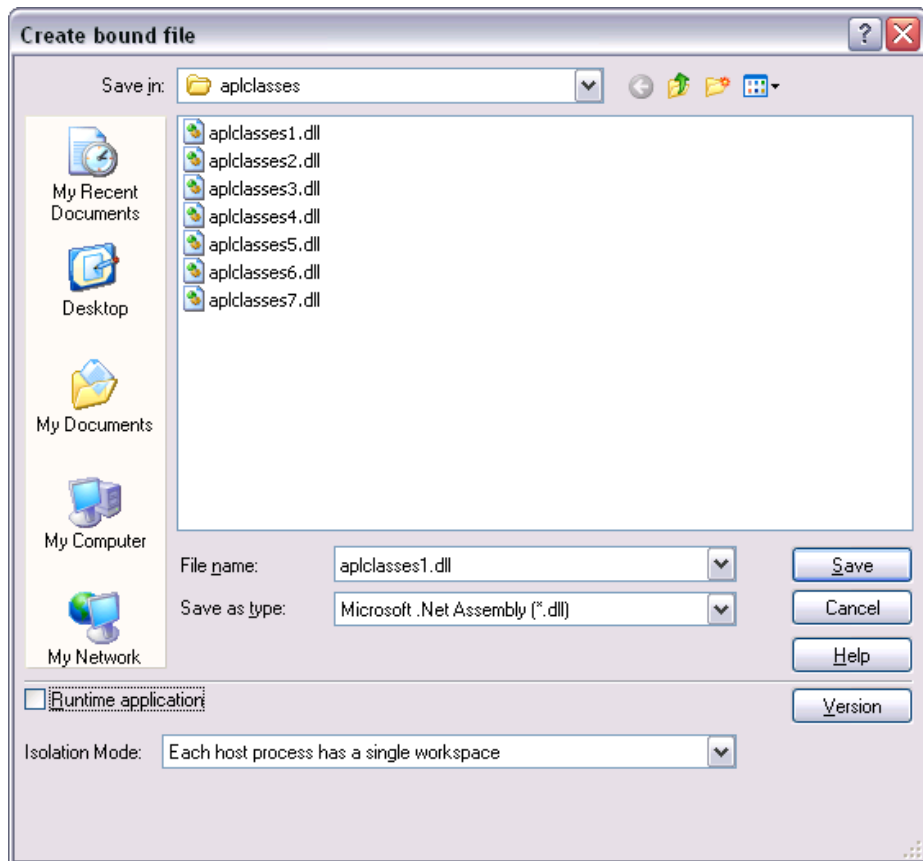 Create bound file
Save in:
aplclasses
aplclasses1.dll
aplclasses2.dll
aplclasses3.dll
aplclasses4.dll
aplclasses5.dll
aplclasses6.dll
aplclasses7.dll
My Recent
Documents
Desktop
My Documents
My Computer
My Network
File name:
aplclasses1.dll
Save
Save as type:
Microsoft .Net Assembly (*.dll)
Cancel
Help
Runtime application
Version
Isolation Mode:
Each host process has a single workspace